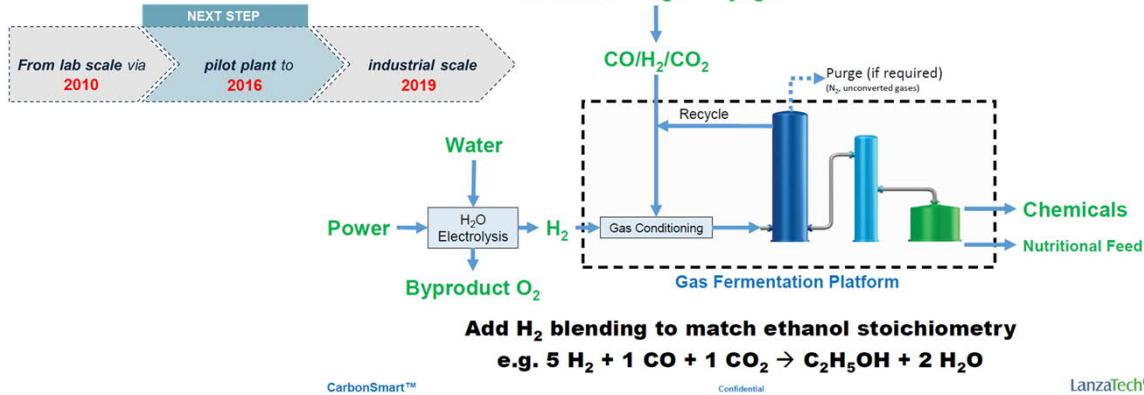 NEXT STEP
From lab scale via
2010
pilot plant to
2016
industrial scale
2019
CO/H₂/CO₂
Purge (if required)
(N₂, unconverted gases)
Recycle
Water
Power
H₂O
Electrolysis
H₂
Gas Conditioning
Chemicals
Nutritional Feed
Byproduct O₂
Gas Fermentation Platform
Add H₂ blending to match ethanol stoichiometry
e.g. 5 H₂ + 1 CO + 1 CO₂ → C₂H₅OH + 2 H₂O
CarbonSmart™
Confidential
LanzaTech